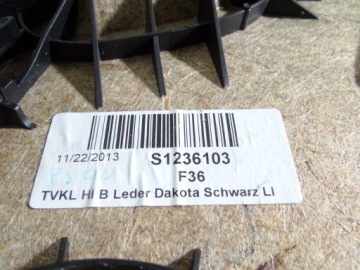 11/22/2013 S1236103
F36
TVKL HI B Leder Dakota Schwarz LI